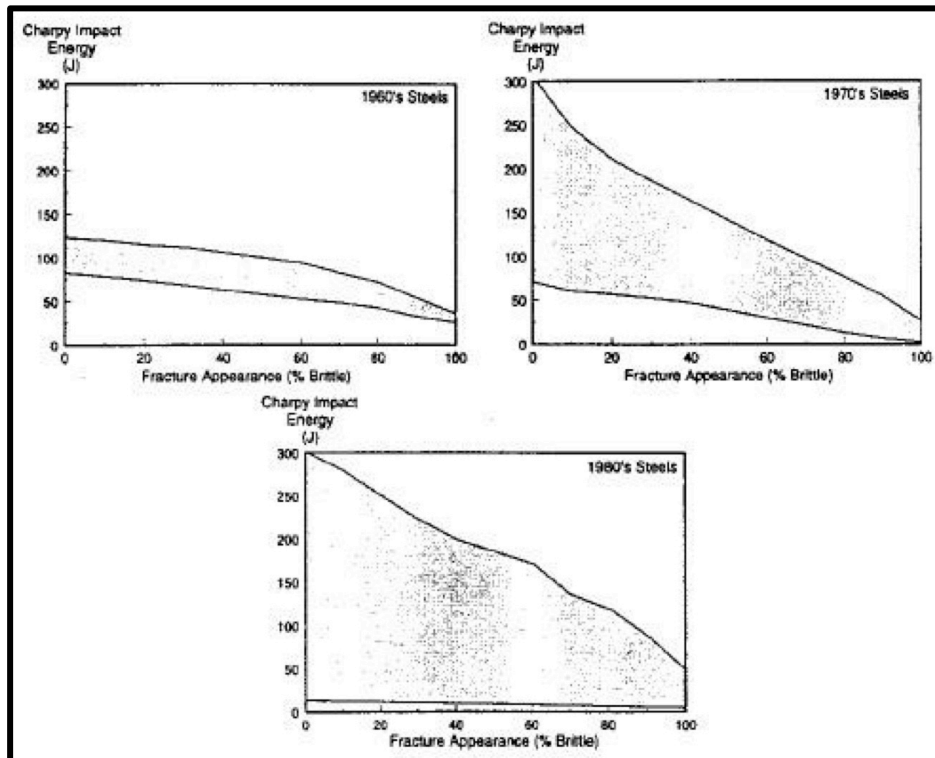 Charpy Impact
Energy
(J)
300
250
200
150
100
50
0
1960's Steels
0 20 40 60 80 100
Fracture Appearance (% Brittle)
Charpy Impact
Energy
(J)
300
250
200
150
100
50
0
1970's Steels
0 20 40 60 80 100
Fracture Appearance (% Brittle)
Charpy Impact
Energy
(J)
300
250
200
150
100
50
0
1980's Steels
0 20 40 60 80 100
Fracture Appearance (% Brittle)